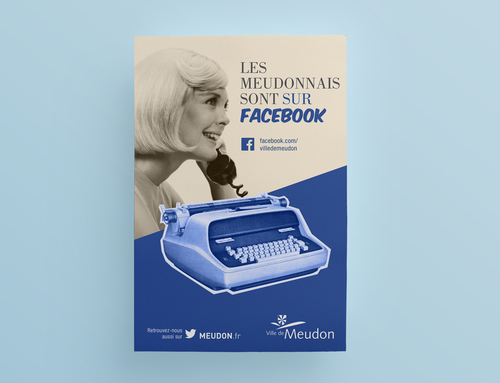 LES
MEUDONNAIS
SONT SUR
FACEBOOK
facebook.com/
villedemeudon
Retrouvez-nous
aussi sur
MEUDON.fr
Ville de Meudon